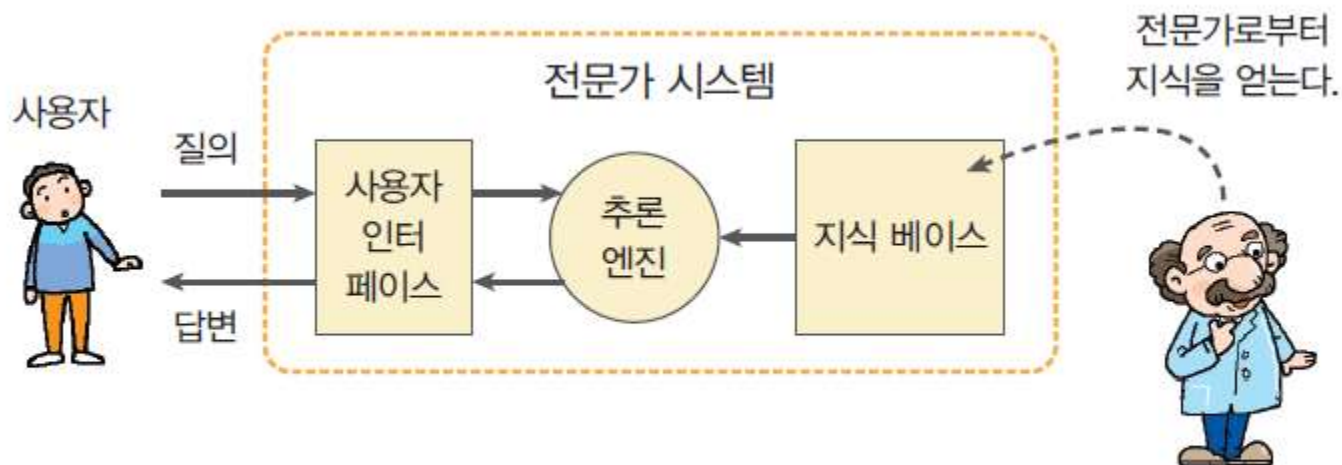 전문가로부터
지식을 얻는다.
전문가 시스템
사용자
질의
사용자
인터
페이스
추론
엔진
지식 베이스
답변